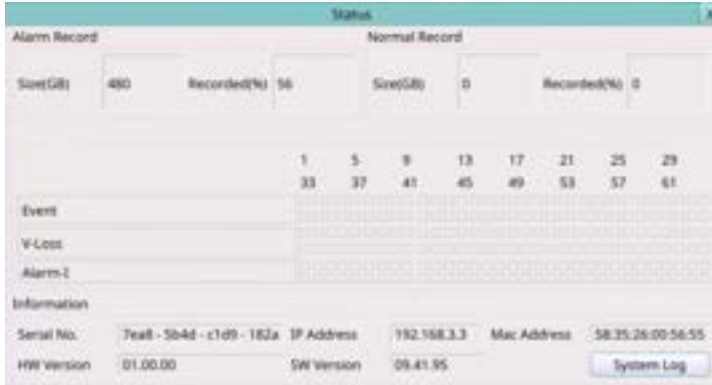 Status
Alarm Record Normal Record
Size(GB) 480 Recorded(%) 56 Size(GB) 0 Recorded(%) 0
1 5 9 13 17 21 25 29
33 37 41 45 49 53 57 61
Event
V-Loss
Alarm-I
Information
Serial No. 7ea8 - 5b4d - c1d9 - 182a IP Address 192.168.3.3 Mac Address 58:35:26:00:56:55
HW Version 01.00.00 SW Version 09.41.95 System Log